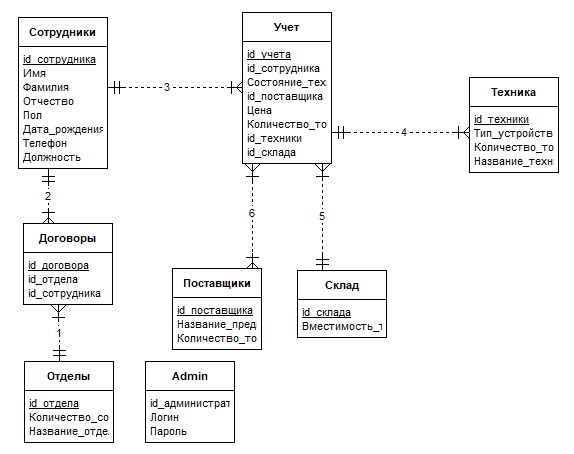 Сотрудники
id_сотрудника
Имя
Фамилия
Отчество
Пол
Дата_рождения
Телефон
Должность
Учет
id_учета
id_сотрудника
Состояние_тех
id_поставщика
Цена
Количество_то
id_техники
id_склада
Техника
id_техники
Тип_устройств
Количество_то
Название_техн
3
4
2
6
5
1
Договоры
id_договора
id_отдела
id_сотрудника
Поставщики
id_поставщика
Название_пред
Количество_то
Склад
id_склада
Вместимость_т
Отделы
id_отдела
Количество_со
Название_отде
Admin
id_администрат
Логин
Пароль